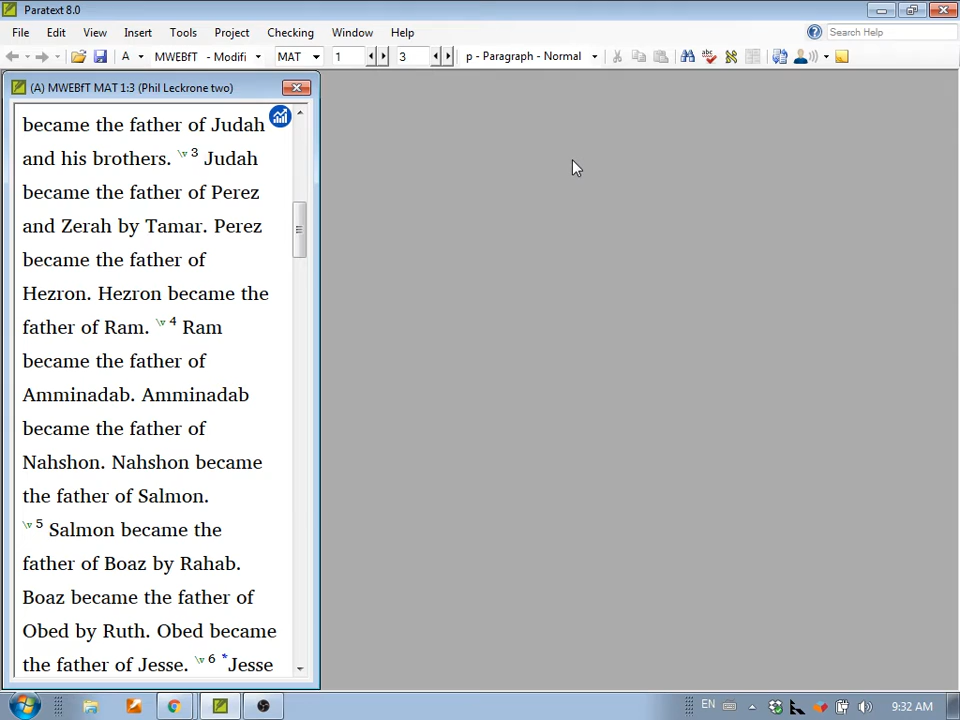 Paratext 8.0
File Edit View Insert Tools Project Checking Window Help
Search Help
A MWEBfT - Modifi MAT 1 3 p - Paragraph - Normal
(A) MWEBfT MAT 1:3 (Phil Leckrone two)
became the father of Judah
and his brothers. \v 3 Judah
became the father of Perez
and Zerah by Tamar. Perez
became the father of
Hezron. Hezron became the
father of Ram. \v 4 Ram
became the father of
Amminadab. Amminadab
became the father of
Nahshon. Nahshon became
the father of Salmon.
\v 5 Salmon became the
father of Boaz by Rahab.
Boaz became the father of
Obed by Ruth. Obed became
the father of Jesse. \v 6 *Jesse
EN 9:32 AM